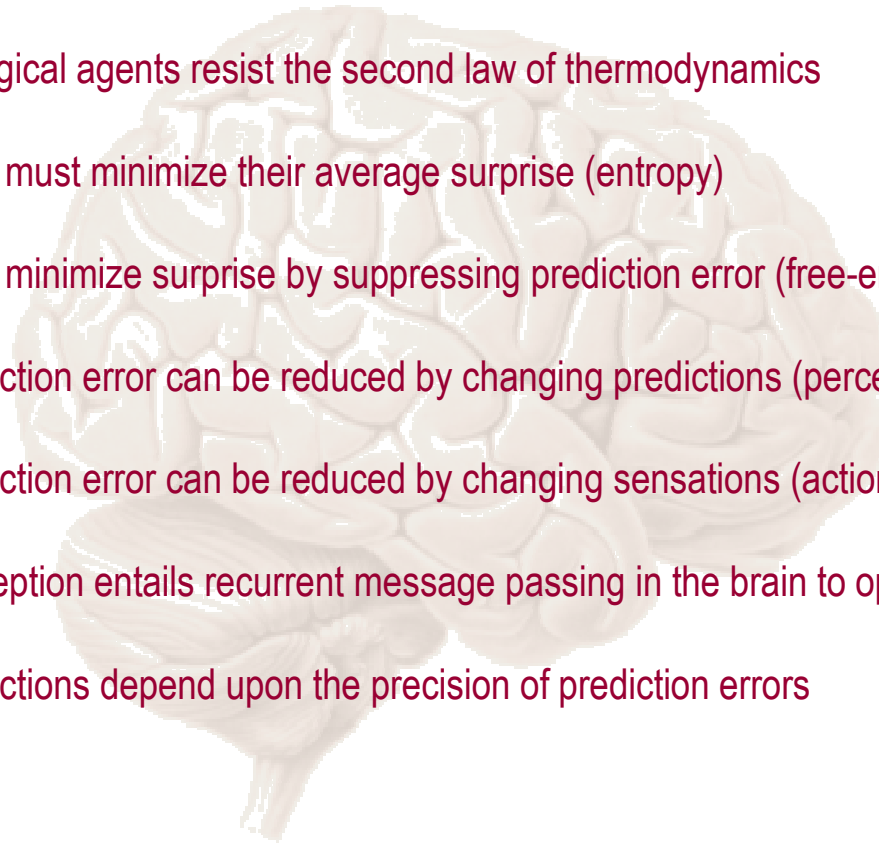 gical agents resist the second law of thermodynamics
must minimize their average surprise (entropy)
minimize surprise by suppressing prediction error (free-e
ction error can be reduced by changing predictions (perce
ction error can be reduced by changing sensations (action
eption entails recurrent message passing in the brain to op
ctions depend upon the precision of prediction errors